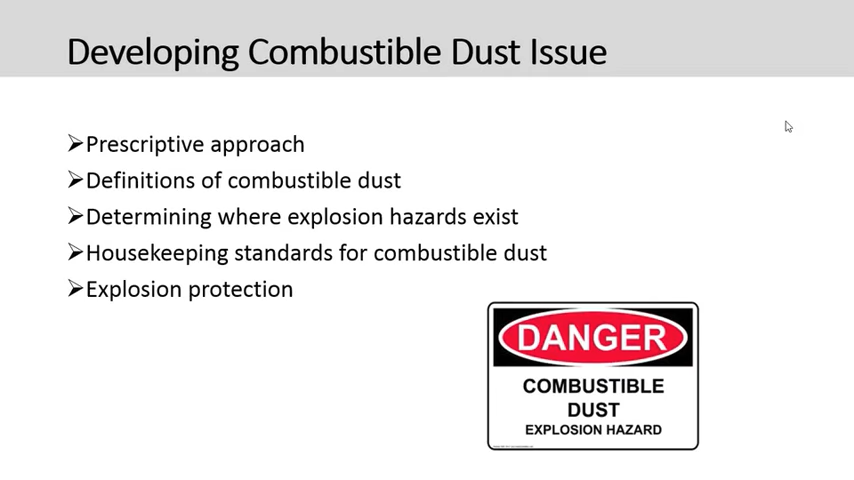 Developing Combustible Dust Issue
➢Prescriptive approach
➢Definitions of combustible dust
➢Determining where explosion hazards exist
➢Housekeeping standards for combustible dust
➢Explosion protection
DANGER
COMBUSTIBLE
DUST
EXPLOSION HAZARD